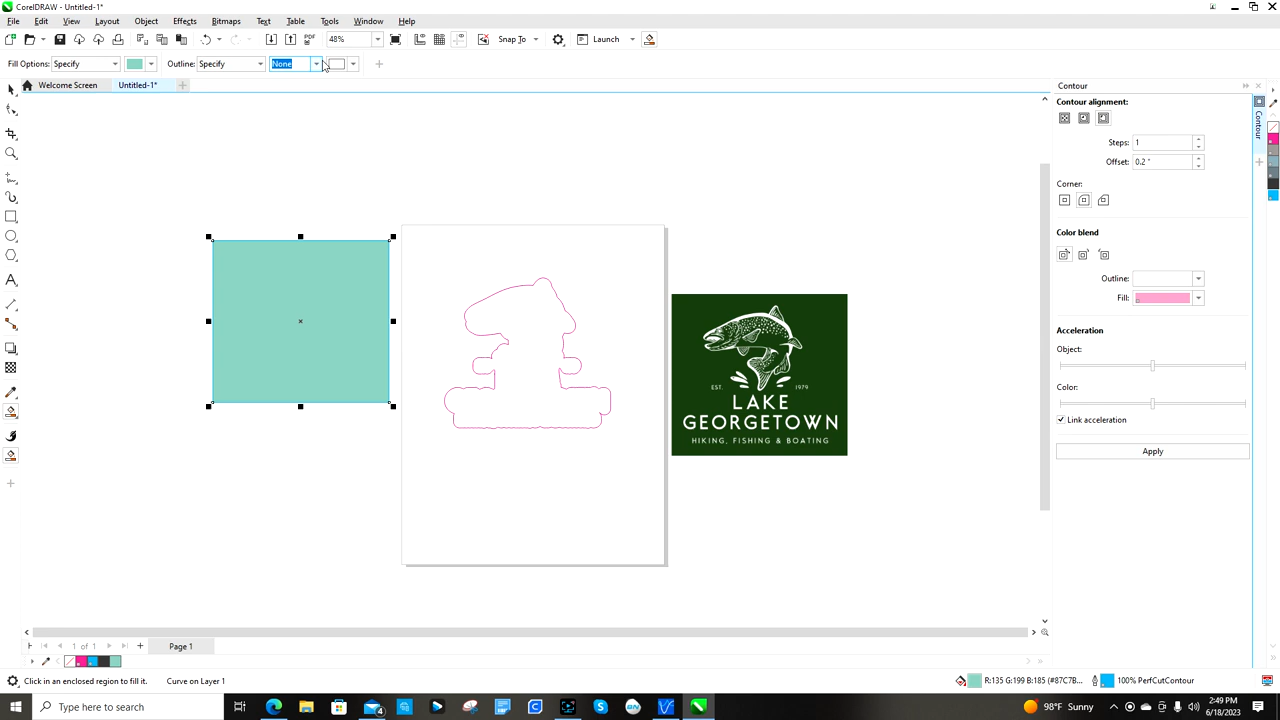 CorelDRAW - Untitled-1*
File Edit View Layout Object Effects Bitmaps Text Table Tools Window Help
PDF 48% Snap To Launch
Fill Options: Specify Outline: Specify None
Welcome Screen Untitled-1*
Contour
Contour alignment:
Steps: 1
Offset: 0.2 "
Corner:
Color blend
Outline:
Fill:
Acceleration
Object:
Color:
Link acceleration
Apply
Contour
EST. 1979
LAKE
GEORGETOWN
HIKING, FISHING & BOATING
1 of 1 Page 1
Click in an enclosed region to fill it. Curve on Layer 1 R:135 G:199 B:185 (#87C7B... 100% PerfCutContour
Type here to search
98°F Sunny
2:49 PM
6/18/2023